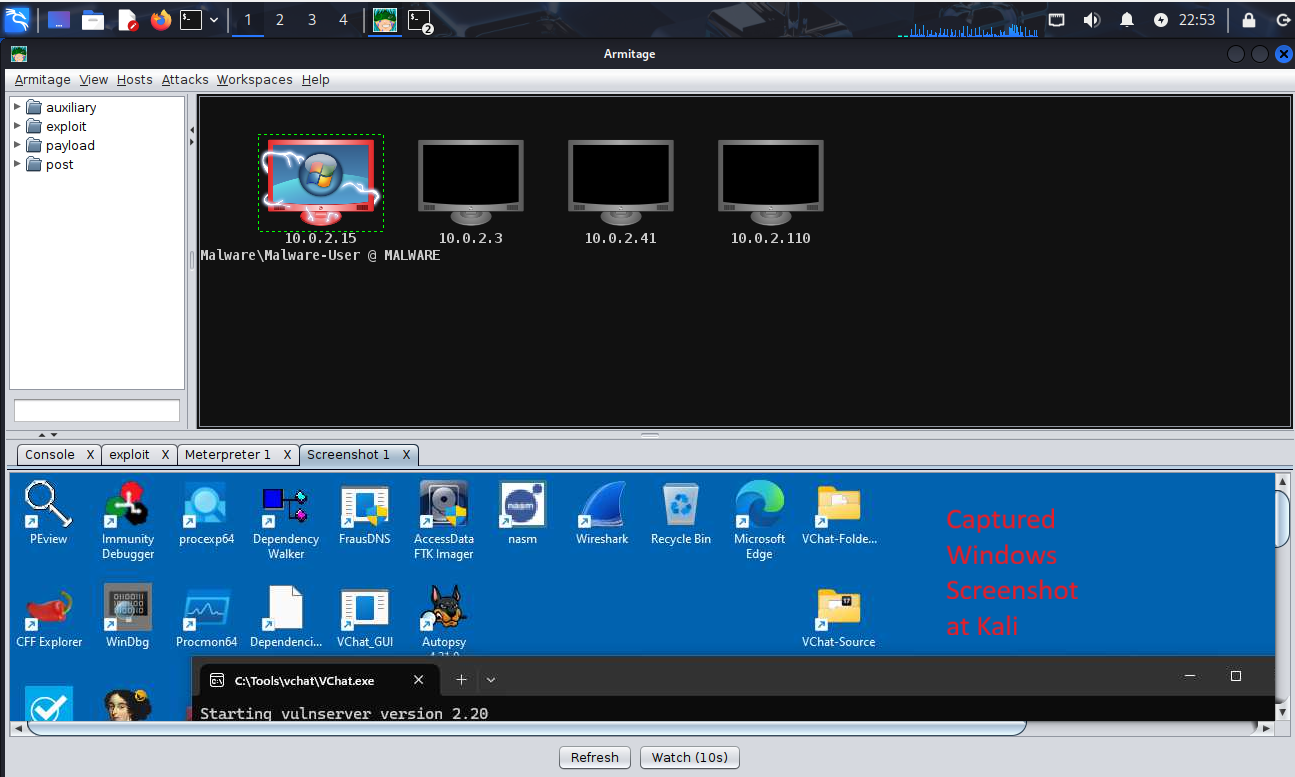 1 2 3 4 2 22:53
Armitage
Armitage View Hosts Attacks Workspaces Help
auxiliary
exploit
payload
post
10.0.2.15 10.0.2.3 10.0.2.41 10.0.2.110
Malware\Malware-User @ MALWARE
Console X exploit X Meterpreter 1 X Screenshot 1 X
PEview
Immunity
Debugger
procexp64
Dependency
Walker
FrausDNS
AccessData
FTK Imager
nasm
nasm
Wireshark
Recycle Bin
Microsoft
Edge
VChat-Folde...
Captured
Windows
Screenshot
at Kali
CFF Explorer
WinDbg
Procmon64
Dependenci...
VChat_GUI
Autopsy
VChat-Source
C:\Tools\vchat\VChat.exe
Starting vulnserver version 2.20
Refresh Watch (10s)